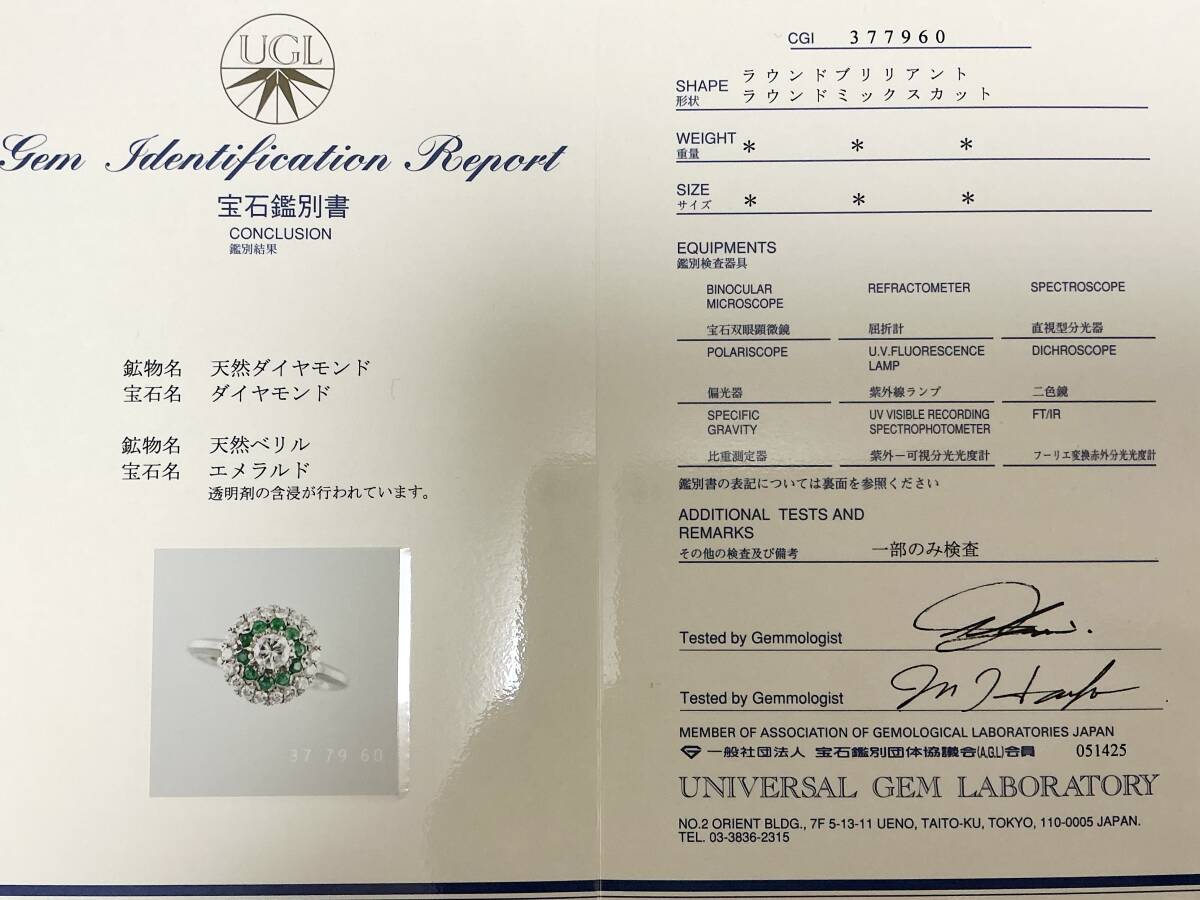 UGL
Gem Identification Report
宝石鑑別書
CONCLUSION
鑑別結果
鉱物名 天然ダイヤモンド
宝石名 ダイヤモンド
鉱物名 天然ベリル
宝石名 エメラルド
透明剤の含浸が行われています。
37 79 60
CGI 377960
SHAPE ラウンドブリリアント
形状 ラウンドミックスカット
WEIGHT
重量 * * *
SIZE
サイズ * * *
EQUIPMENTS
鑑別検査器具
BINOCULAR MICROSCOPE REFRACTOMETER SPECTROSCOPE
宝石双眼顕微鏡 屈折計 直視型分光器
POLARISCOPE U.V.FLUORESCENCE LAMP DICHROSCOPE
偏光器 紫外線ランプ 二色鏡
SPECIFIC GRAVITY UV VISIBLE RECORDING SPECTROPHOTOMETER FT/IR
比重測定器 紫外－可視分光光度計 フーリエ変換赤外分光光度計
鑑別書の表記については裏面を参照ください
ADDITIONAL TESTS AND
REMARKS
その他の検査及び備考 一部のみ検査
Tested by Gemmologist
Tested by Gemmologist
MEMBER OF ASSOCIATION OF GEMOLOGICAL LABORATORIES JAPAN
一般社団法人 宝石鑑別団体協議会(A.G.L)会員 051425
UNIVERSAL GEM LABORATORY
NO.2 ORIENT BLDG., 7F 5-13-11 UENO, TAITO-KU, TOKYO, 110-0005 JAPAN.
TEL. 03-3836-2315